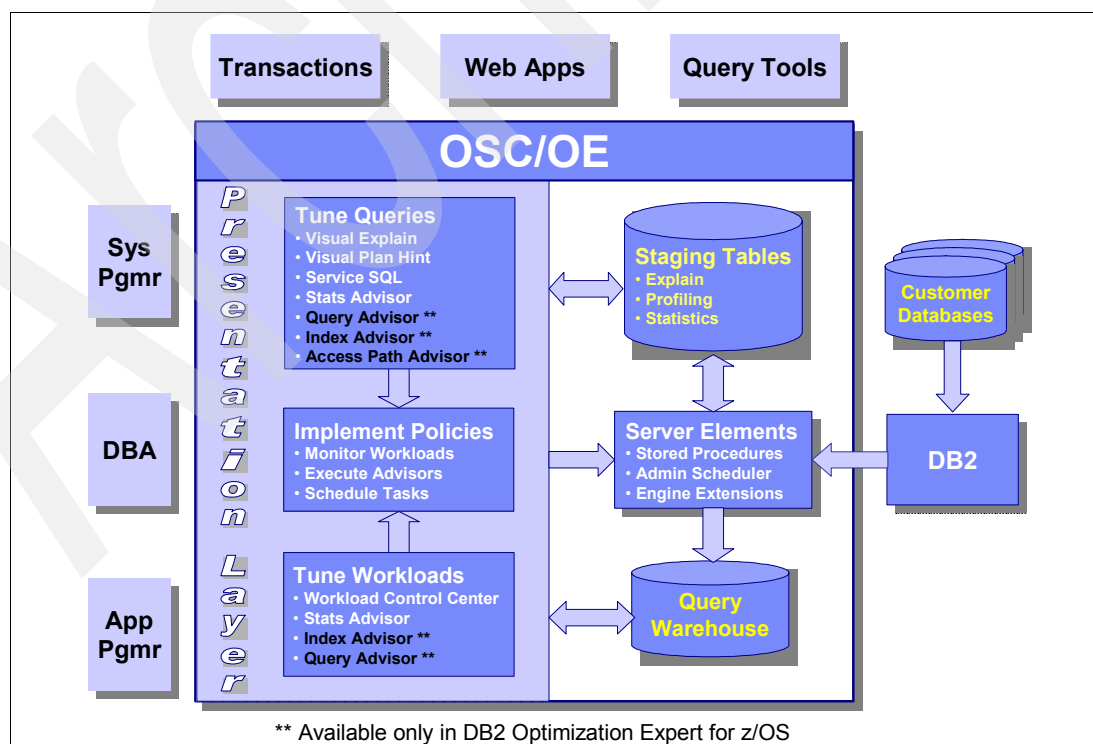 Transactions
Web Apps
Query Tools
OSC/OE
Sys
Pgmr
DBA
App
Pgmr
Presentation Layer
Tune Queries
• Visual Explain
• Visual Plan Hint
• Service SQL
• Stats Advisor
• Query Advisor **
• Index Advisor **
• Access Path Advisor **
Implement Policies
• Monitor Workloads
• Execute Advisors
• Schedule Tasks
Tune Workloads
• Workload Control Center
• Stats Advisor
• Index Advisor **
• Query Advisor **
Staging Tables
• Explain
• Profiling
• Statistics
Server Elements
• Stored Procedures
• Admin Scheduler
• Engine Extensions
Query
Warehouse
Customer
Databases
DB2
** Available only in DB2 Optimization Expert for z/OS